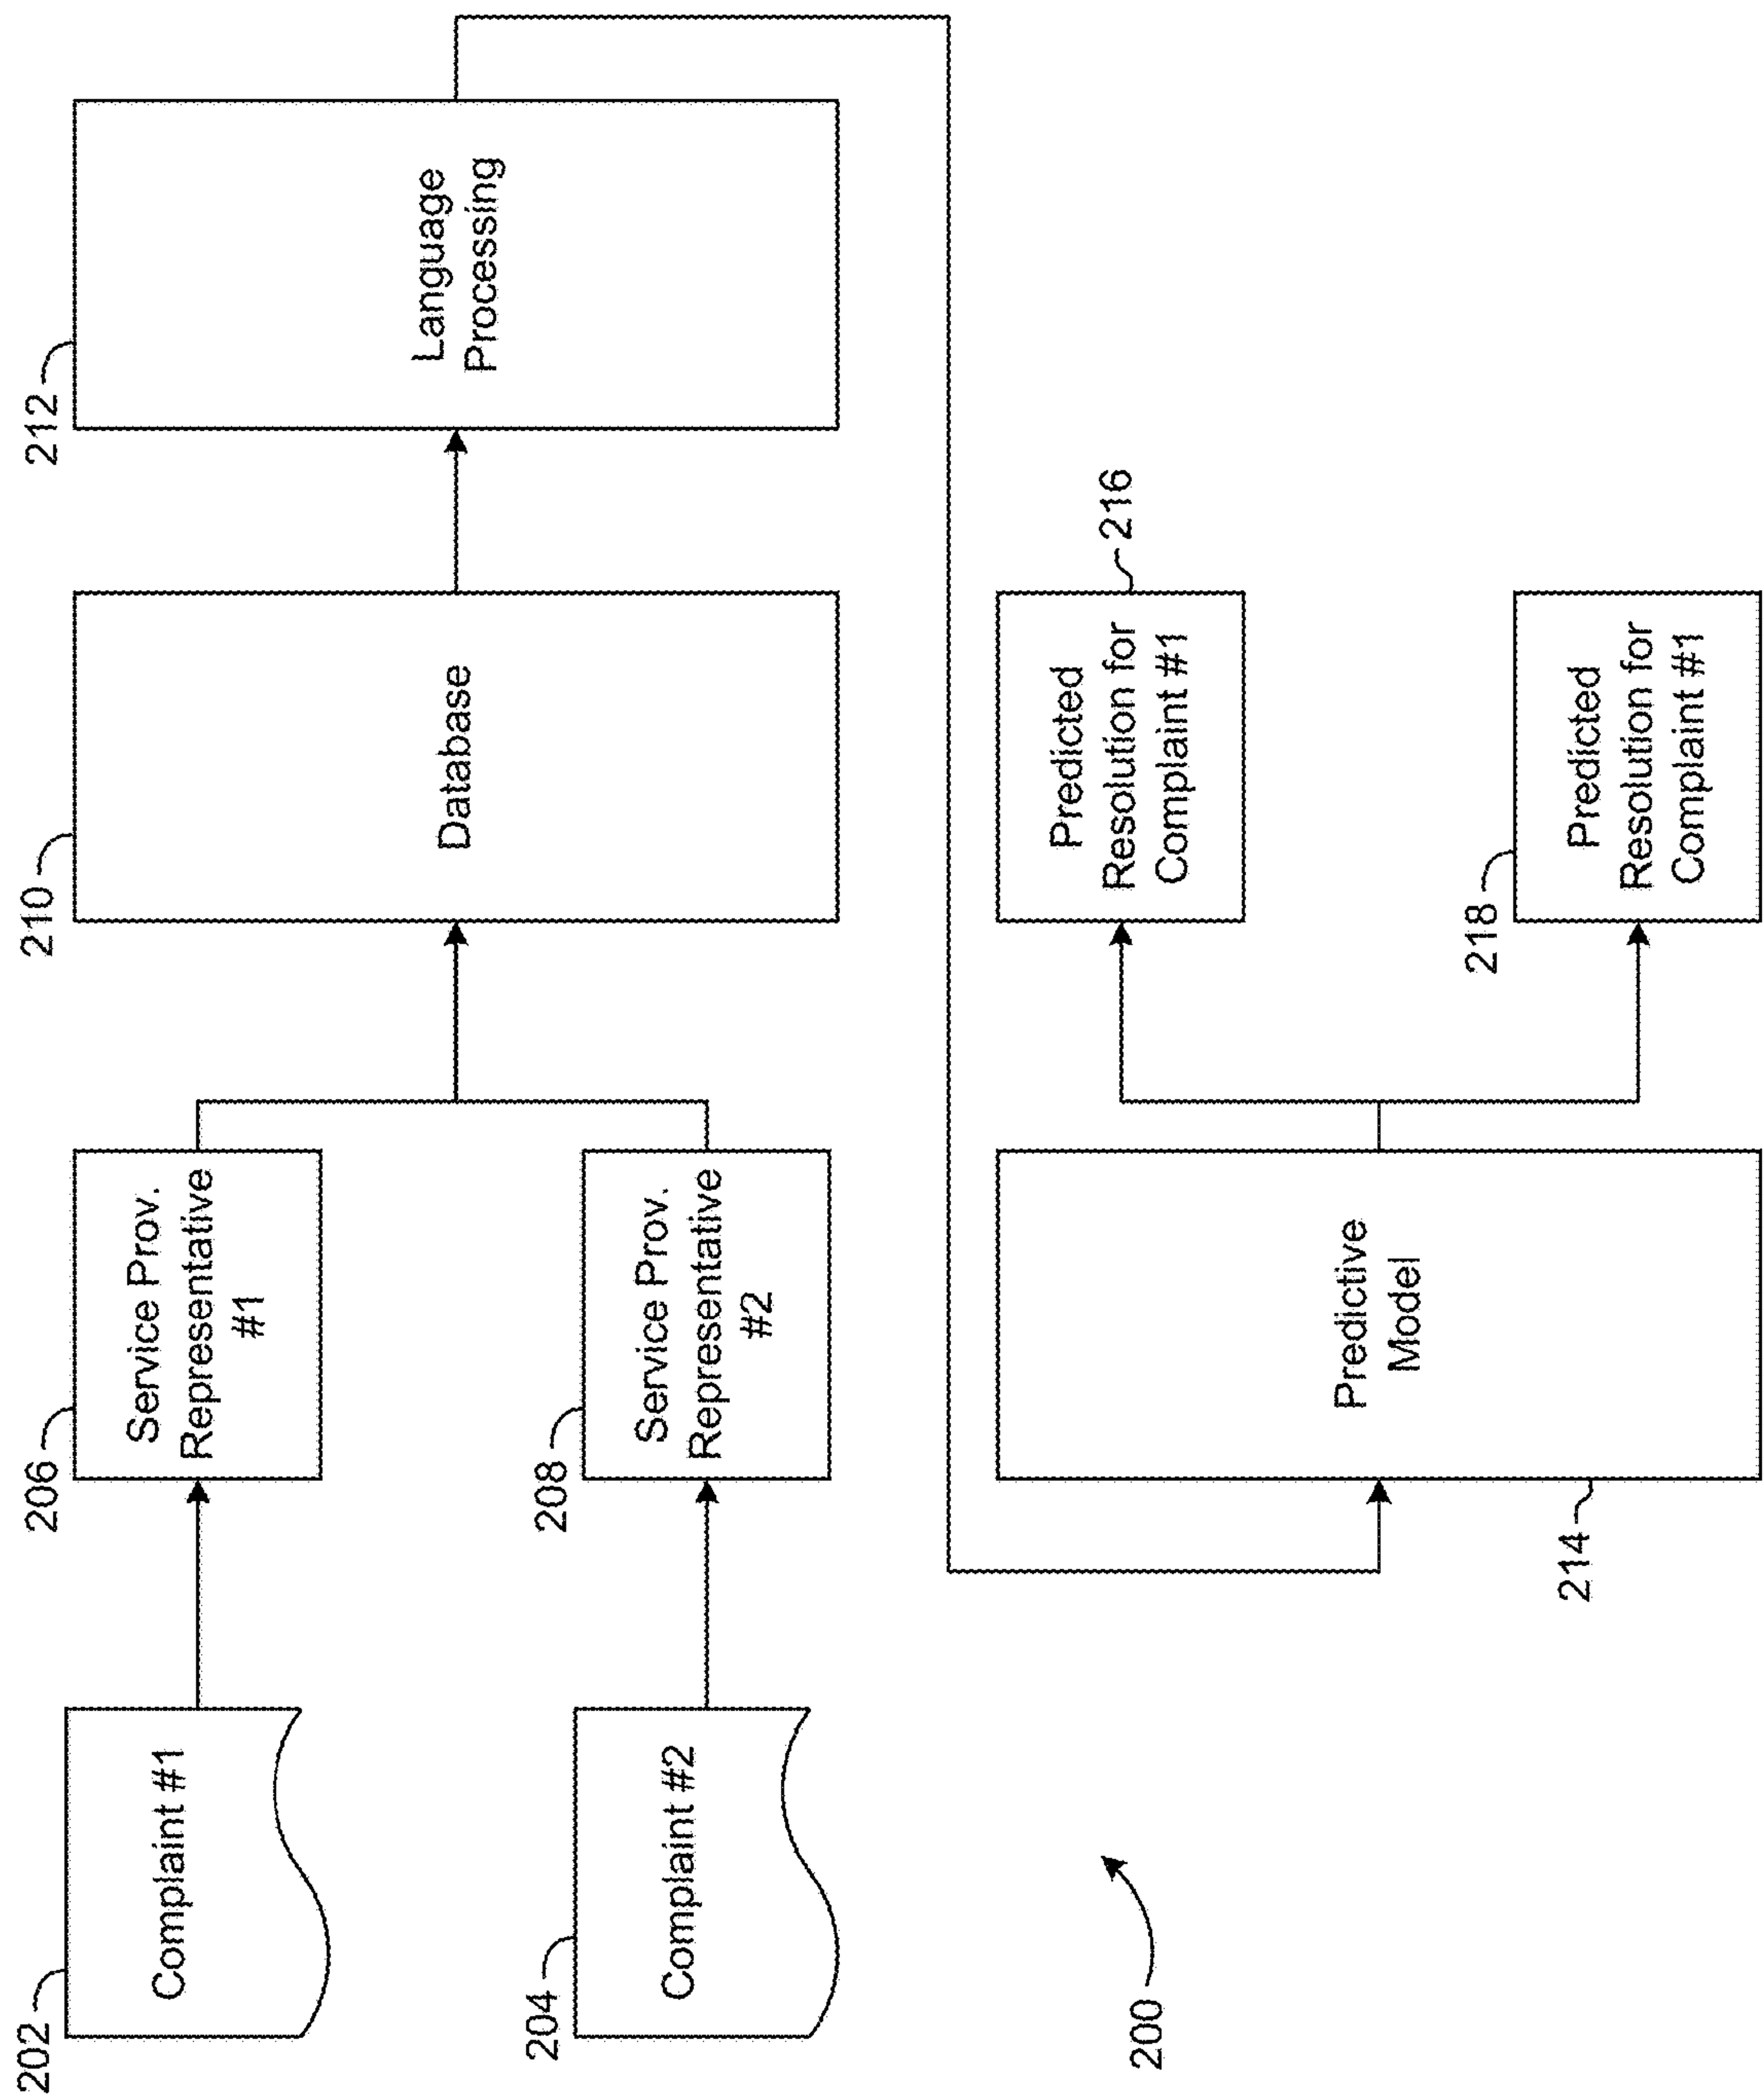 202
Complaint #1
206
Service Prov.
Representative
#1
210
Database
212
Language
Processing
204
Complaint #2
208
Service Prov.
Representative
#2
200
214
Predictive
Model
Predicted
Resolution for
Complaint #1
216
218
Predicted
Resolution for
Complaint #1